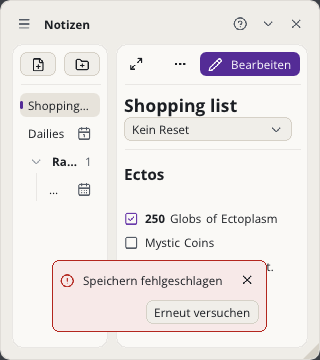 Notizen
Shopping...
Dailies
Ra... 1
...
Bearbeiten
Shopping list
Kein Reset
Ectos
250 Globs of Ectoplasm
Mystic Coins
t.
Speichern fehlgeschlagen
Erneut versuchen